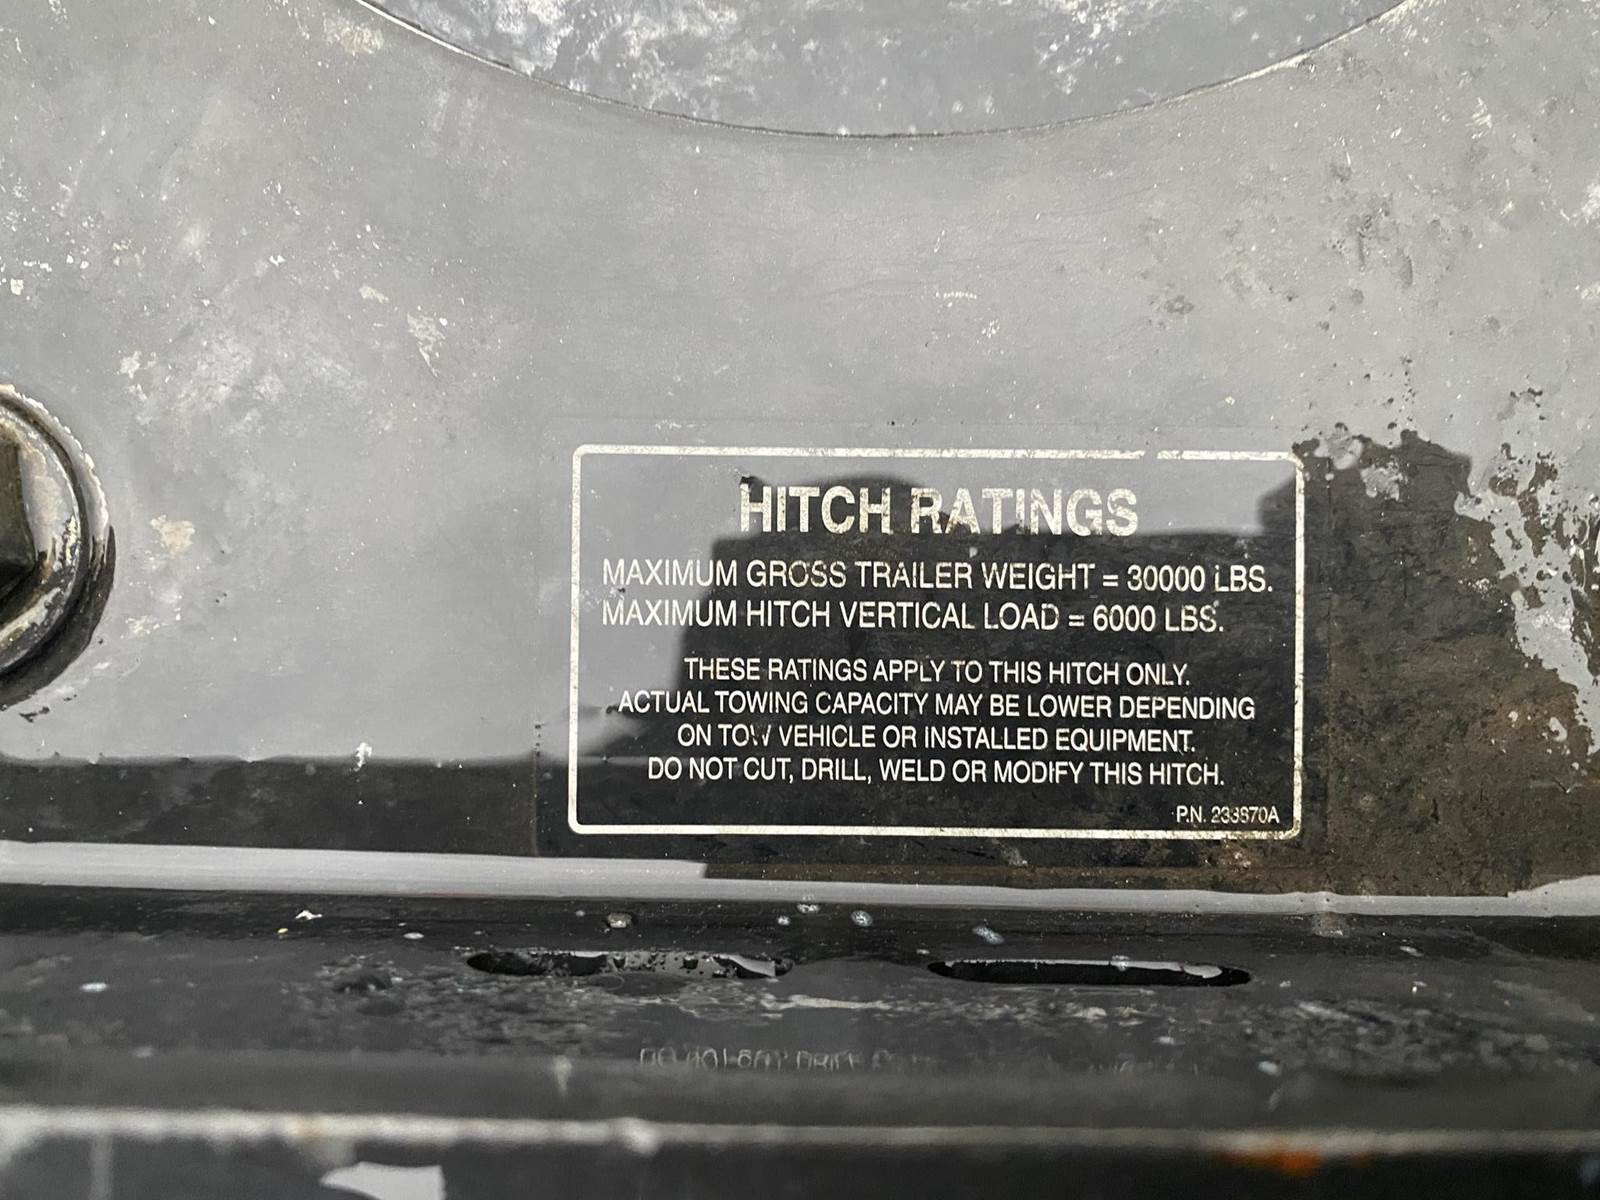 HITCH RATINGS
MAXIMUM GROSS TRAILER WEIGHT = 30000 LBS.
MAXIMUM HITCH VERTICAL LOAD = 6000 LBS.
THESE RATINGS APPLY TO THIS HITCH ONLY.
ACTUAL TOWING CAPACITY MAY BE LOWER DEPENDING
ON TOW VEHICLE OR INSTALLED EQUIPMENT.
DO NOT CUT, DRILL, WELD OR MODIFY THIS HITCH.
P.N.